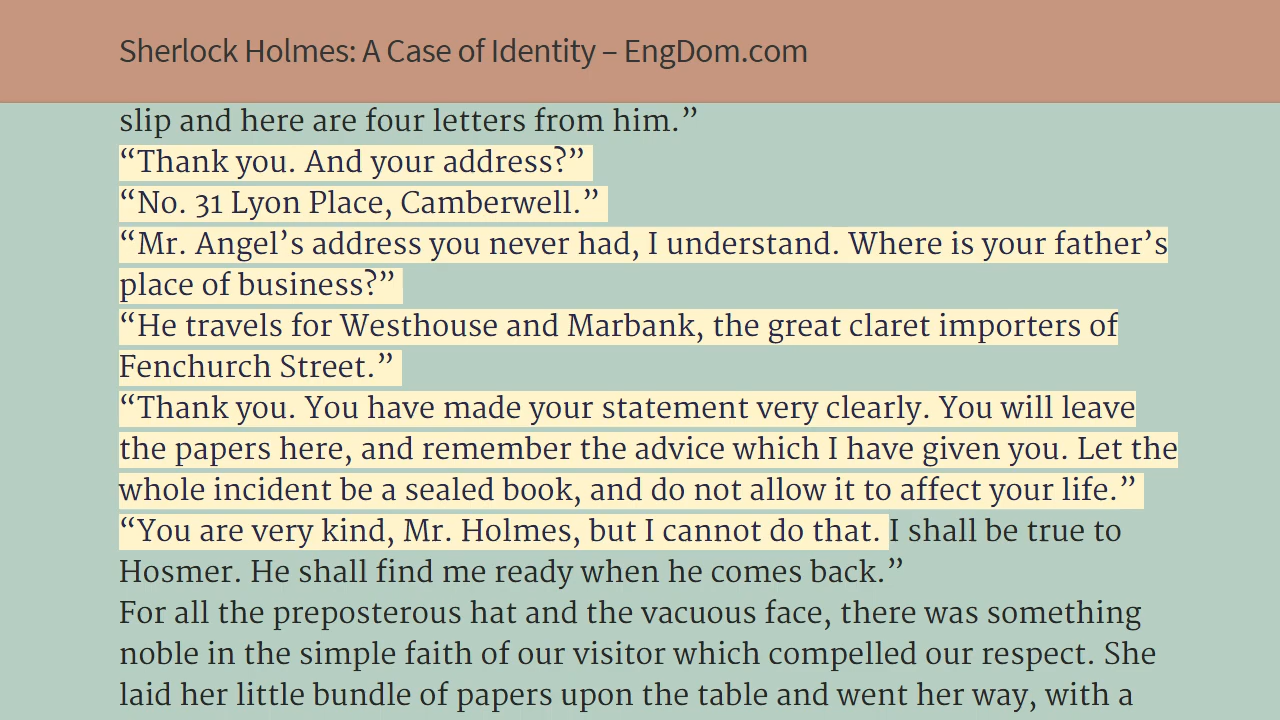 Sherlock Holmes: A Case of Identity – EngDom.com
slip and here are four letters from him.”
“Thank you. And your address?”
“No. 31 Lyon Place, Camberwell.”
“Mr. Angel’s address you never had, I understand. Where is your father’s
place of business?”
“He travels for Westhouse and Marbank, the great claret importers of
Fenchurch Street.”
“Thank you. You have made your statement very clearly. You will leave
the papers here, and remember the advice which I have given you. Let the
whole incident be a sealed book, and do not allow it to affect your life.”
“You are very kind, Mr. Holmes, but I cannot do that. I shall be true to
Hosmer. He shall find me ready when he comes back.”
For all the preposterous hat and the vacuous face, there was something
noble in the simple faith of our visitor which compelled our respect. She
laid her little bundle of papers upon the table and went her way, with a